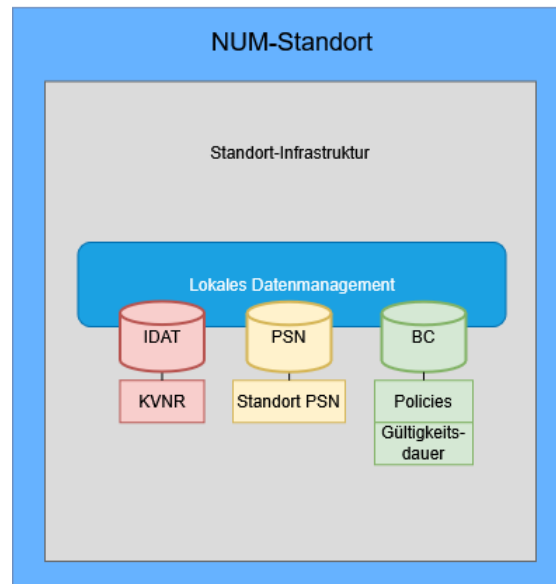 NUM-Standort
Standort-Infrastruktur
Lokales Datenmanagement
IDAT
PSN
BC
KVNR
Standort PSN
Policies
Gültigkeits-
dauer